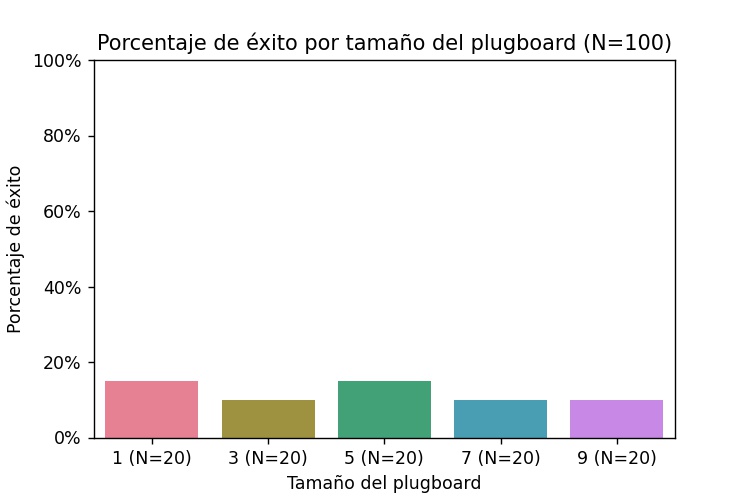 Porcentaje de éxito por tamaño del plugboard (N=100)
100%
80%
60%
40%
20%
0%
Porcentaje de éxito
1 (N=20)
3 (N=20)
5 (N=20)
7 (N=20)
9 (N=20)
Tamaño del plugboard